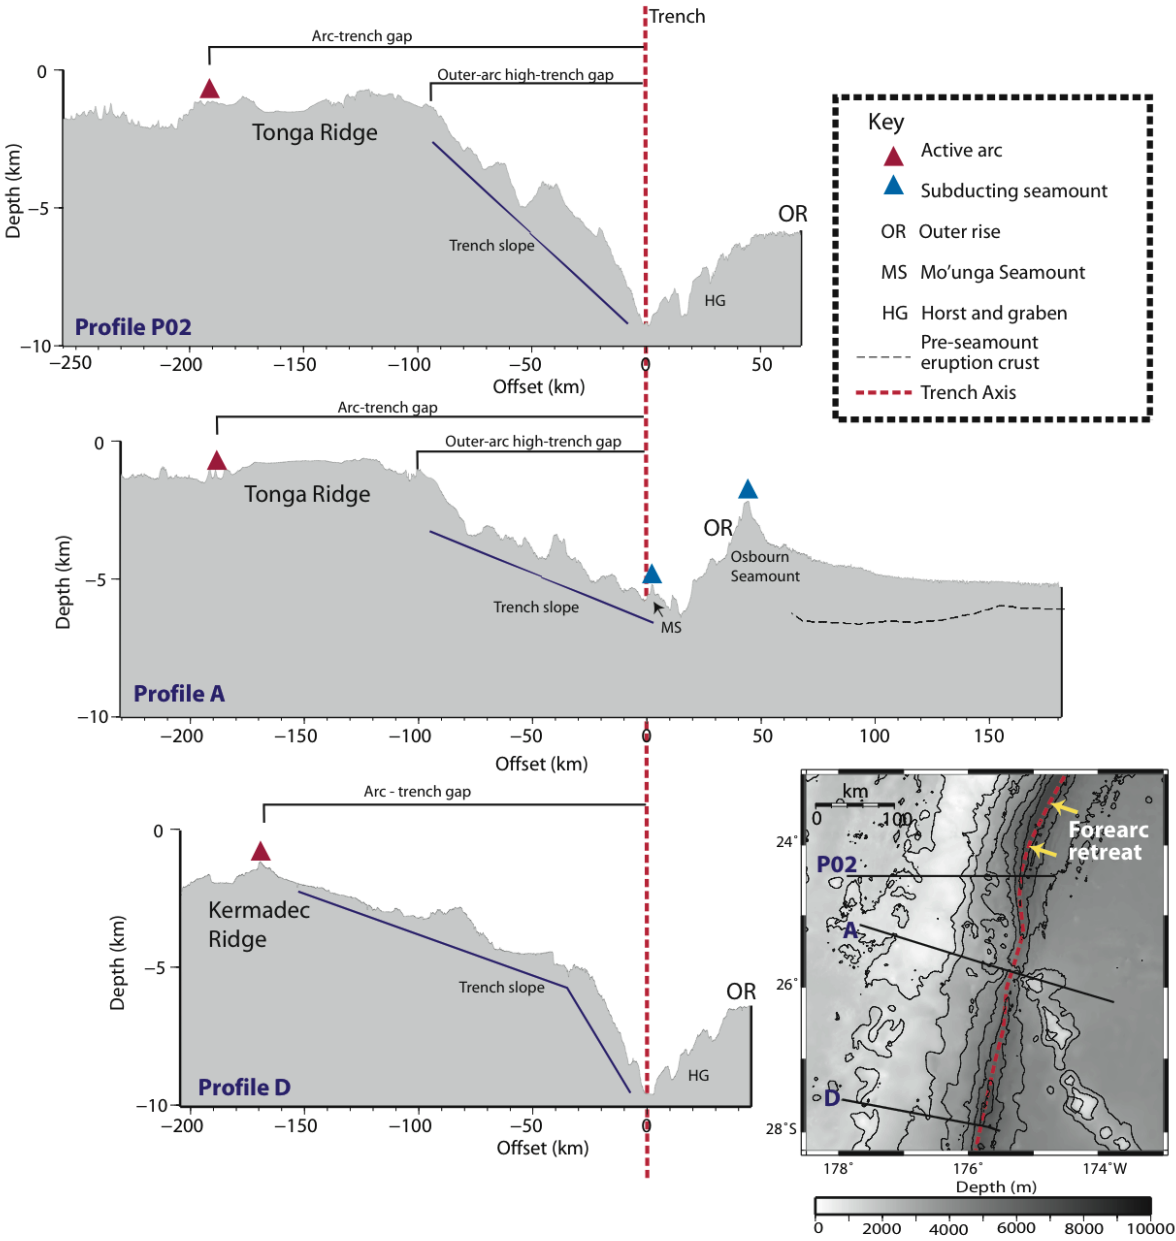 Trench
Arc-trench gap
Outer-arc high-trench gap
0
−5
−10
Depth (km)
Tonga Ridge
Trench slope
HG
OR
Profile P02
−250
−200
−150
−100
−50
0
50
Offset (km)
Key
Active arc
Subducting seamount
OR Outer rise
MS Mo'unga Seamount
HG Horst and graben
Pre-seamount
eruption crust
Trench Axis
Arc-trench gap
Outer-arc high-trench gap
0
−5
−10
Depth (km)
Tonga Ridge
Trench slope
MS
OR
Osbourn
Seamount
Profile A
−200
−150
−100
−50
0
50
100
150
Offset (km)
Arc - trench gap
0
−5
−10
Depth (km)
Kermadec
Ridge
Trench slope
HG
OR
Profile D
−200
−150
−100
−50
0
Offset (km)
km
0 100
Forearc
retreat
P02
A
D
24°
26°
28°S
178°
176°
174°W
Depth (m)
0 2000 4000 6000 8000 10000